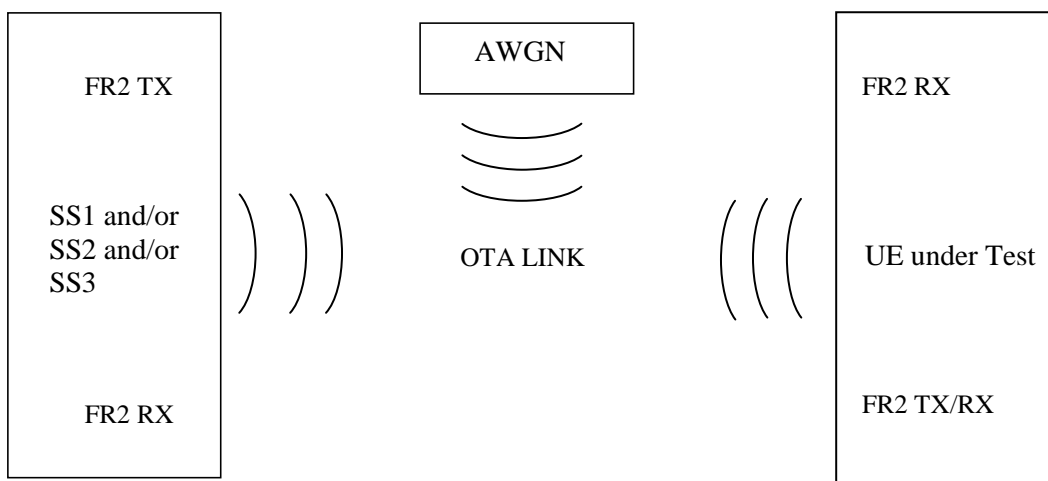 FR2 TX
SS1 and/or
SS2 and/or
SS3
FR2 RX
AWGN
OTA LINK
FR2 RX
UE under Test
FR2 TX/RX